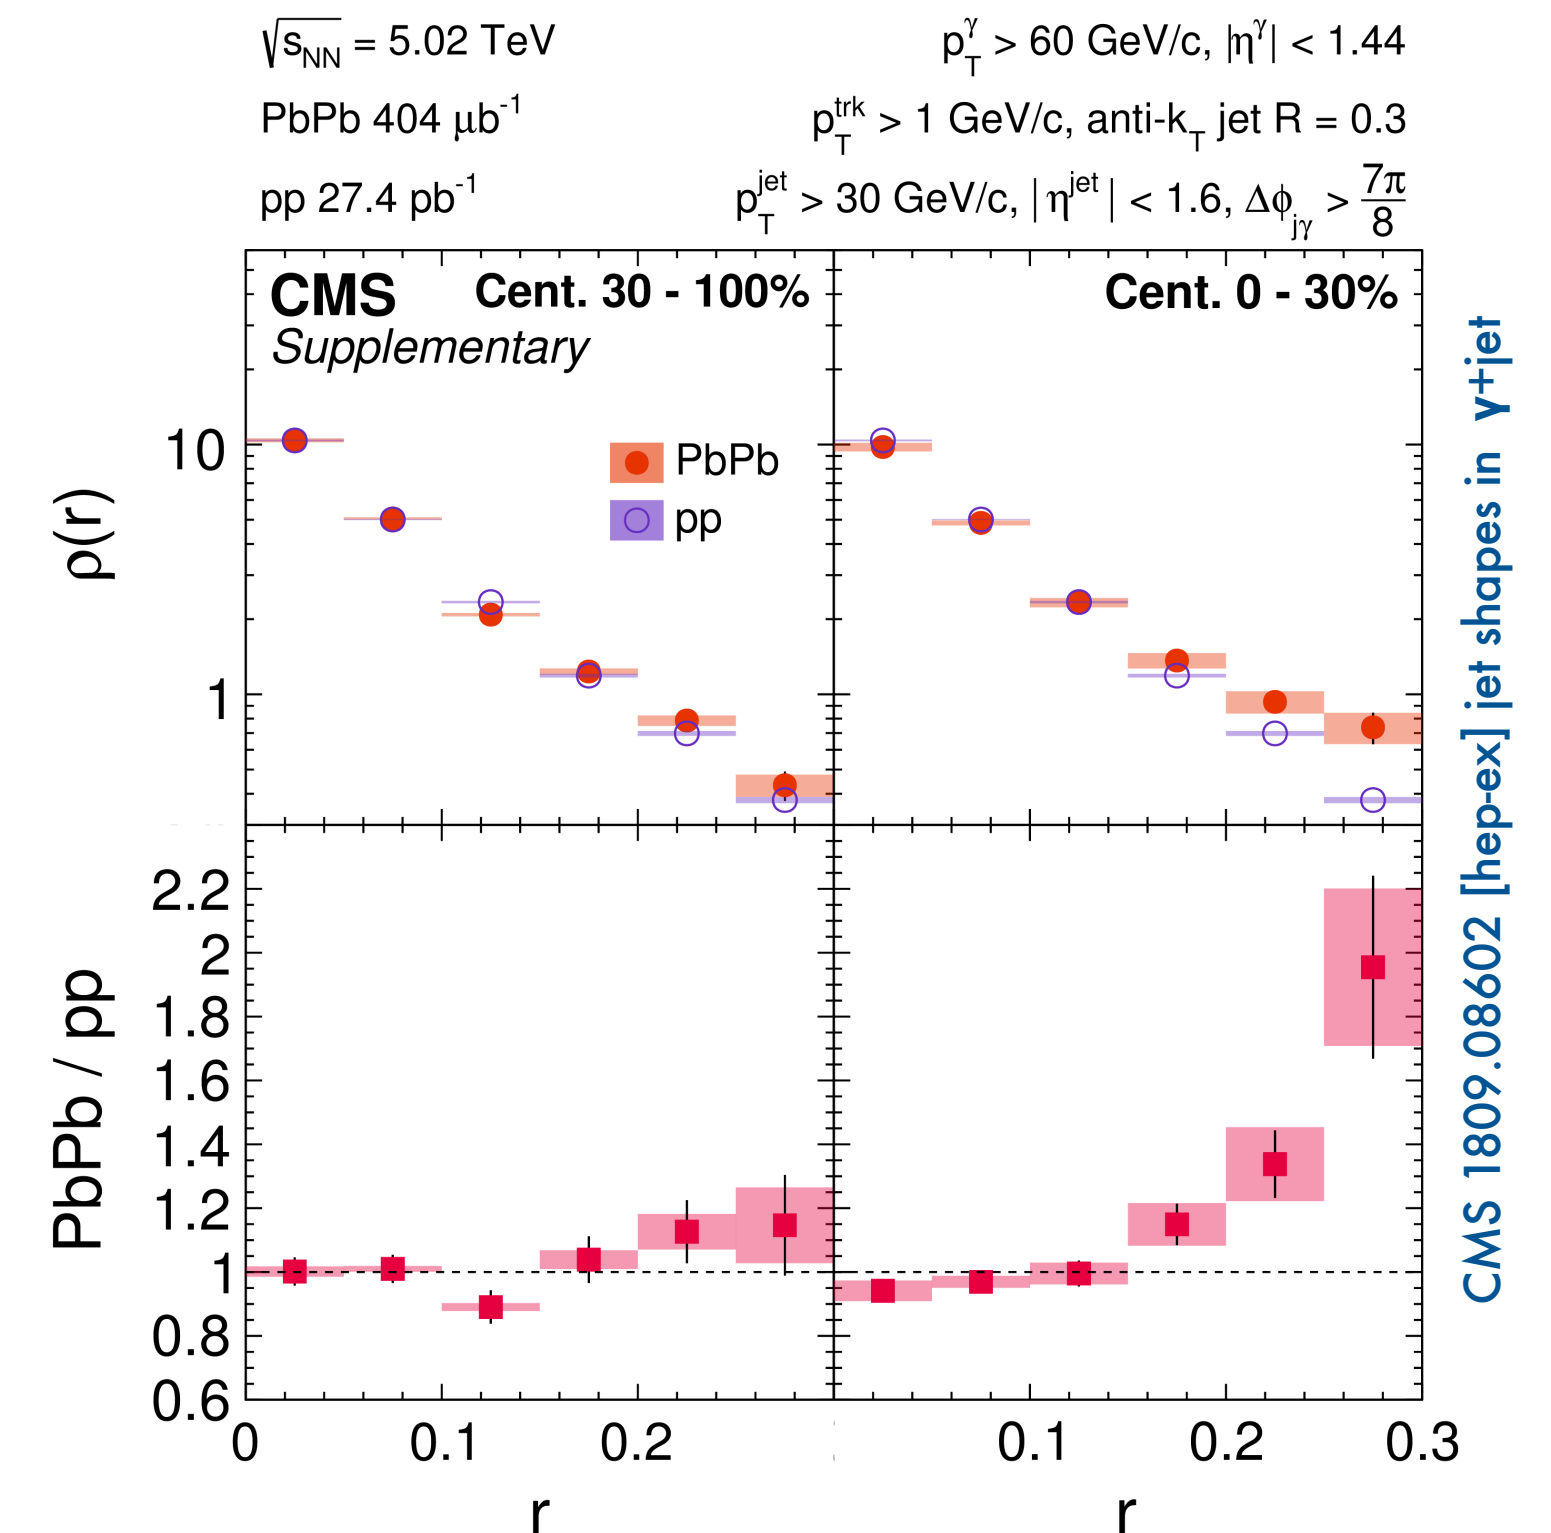 √s_NN = 5.02 TeV
p_T^γ > 60 GeV/c, |η^γ| < 1.44
PbPb 404 μb^-1
p_T^trk > 1 GeV/c, anti-k_T jet R = 0.3
pp 27.4 pb^-1
p_T^jet > 30 GeV/c, |η^jet| < 1.6, Δϕ_jγ > 7π/8
CMS
Cent. 30 - 100%
Supplementary
Cent. 0 - 30%
PbPb
pp
10
1
ρ(r)
2.2
2
1.8
1.6
1.4
1.2
1
0.8
0.6
PbPb / pp
0
0.1
0.2
0.1
0.2
0.3
r
r
CMS 1809.08602 [hep-ex] jet shapes in γ+jet